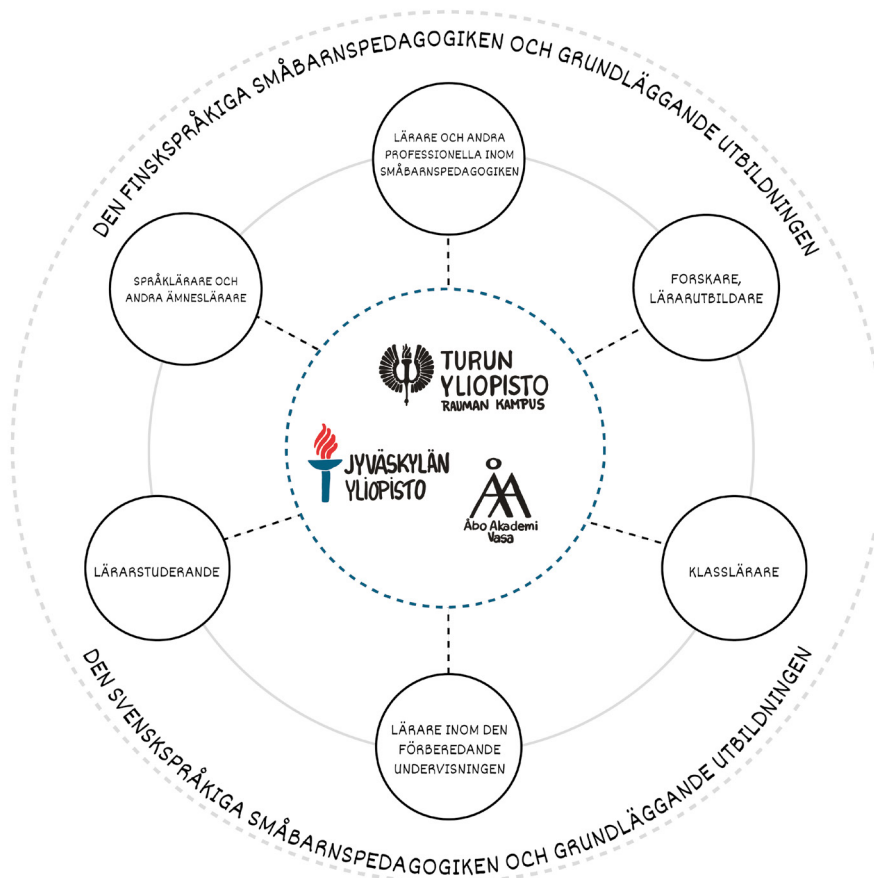 DEN FINSKSPRÅKIGA SMÅBARNSPEDAGOGIKEN OCH GRUNDLÄGGANDE UTBILDNINGEN
LÄRARE OCH ANDRA
PROFESSIONELLA INOM
SMÅBARNSPEDAGOGIKEN
SPRÅKLÄRARE OCH
ANDRA ÄMNESLÄRARE
FORSKARE,
LÄRARUTBILDARE
TURUN
YLIOPISTO
RAUMAN KAMPUS
JYVÄSKYLÄN
YLIOPISTO
Åbo Akademi
Vasa
LÄRARSTUDERANDE
KLASSLÄRARE
LÄRARE INOM DEN
FÖRBEREDANDE
UNDERVISNINGEN
DEN SVENSKSPRÅKIGA SMÅBARNSPEDAGOGIKEN OCH GRUNDLÄGGANDE UTBILDNINGEN